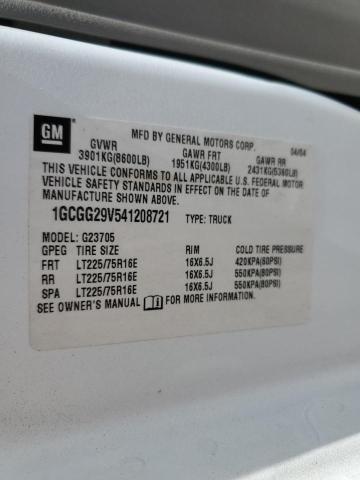 GM
MFD BY GENERAL MOTORS CORP. 04/04
GVWR GAWR FRT GAWR RR
3901KG(8600LB) 1951KG(4300LB) 2431KG(5360LB)
THIS VEHICLE CONFORMS TO ALL APPLICABLE U.S. FEDERAL MOTOR
VEHICLE SAFETY STANDARDS IN EFFECT ON THE DATE OF
MANUFACTURE SHOWN ABOVE.
1GCGG29V541208721 TYPE: TRUCK
MODEL: G23705
GPEG TIRE SIZE RIM COLD TIRE PRESSURE
FRT LT225/75R16E 16X6.5J 420KPA(60PSI)
RR LT225/75R16E 16X6.5J 550KPA(80PSI)
SPA LT225/75R16E 16X6.5J 550KPA(80PSI)
SEE OWNER'S MANUAL FOR MORE INFORMATION.